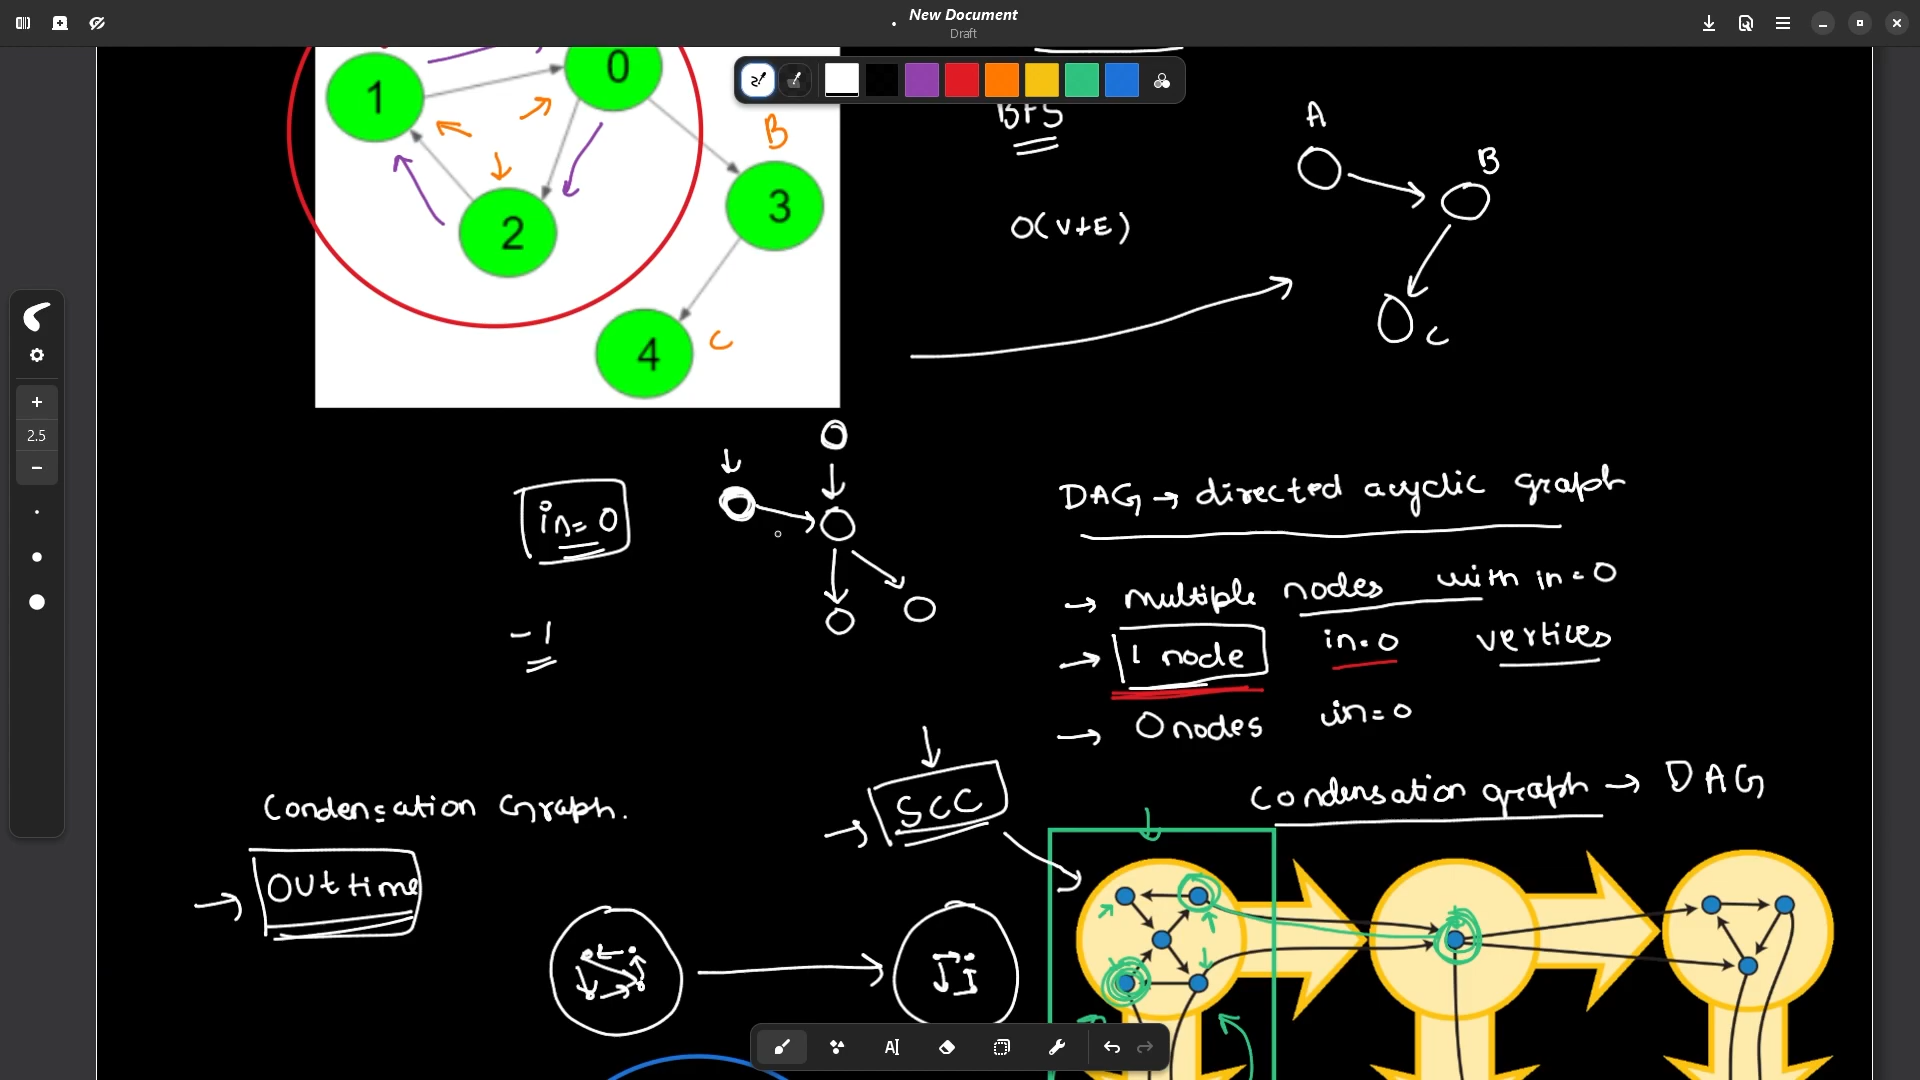 New Document
Draft
1
0
2
3
4
B
C
BFS
O(V+E)
A
B
C
+
2.5
−
in=0
-1
DAG → directed acyclic graph
→ multiple nodes with in=0
→ 1 node in=0 vertices
→ 0 nodes in=0
Condensation Graph.
→ Out time
→ SCC
Condensation graph → DAG
AI